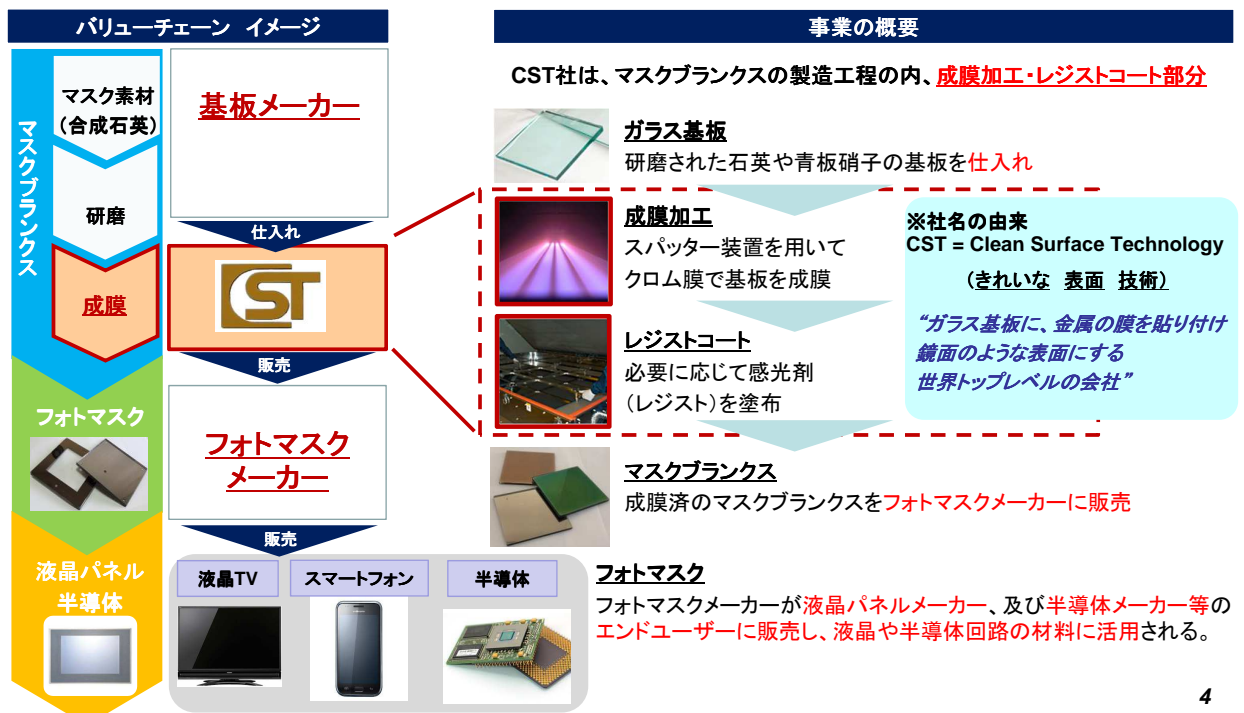 バリューチェーン イメージ
マスクブランクス
マスク素材
(合成石英)
研磨
成膜
フォトマスク
液晶パネル
半導体
基板メーカー
仕入れ
CST
販売
フォトマスク
メーカー
販売
液晶TV
スマートフォン
半導体
事業の概要
CST社は、マスクブランクスの製造工程の内、成膜加工・レジストコート部分
ガラス基板
研磨された石英や青板硝子の基板を仕入れ
成膜加工
スパッター装置を用いて
クロム膜で基板を成膜
レジストコート
必要に応じて感光剤
(レジスト)を塗布
※社名の由来
CST = Clean Surface Technology
(きれいな 表面 技術)
“ガラス基板に、金属の膜を貼り付け
鏡面のような表面にする
世界トップレベルの会社”
マスクブランクス
成膜済のマスクブランクスをフォトマスクメーカーに販売
フォトマスク
フォトマスクメーカーが液晶パネルメーカー、及び半導体メーカー等の
エンドユーザーに販売し、液晶や半導体回路の材料に活用される。
4